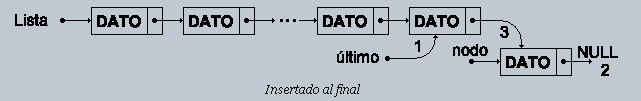 Lista DATO DATO DATO DATO 3
último 1 nodo DATO NULL
2
Insertado al final